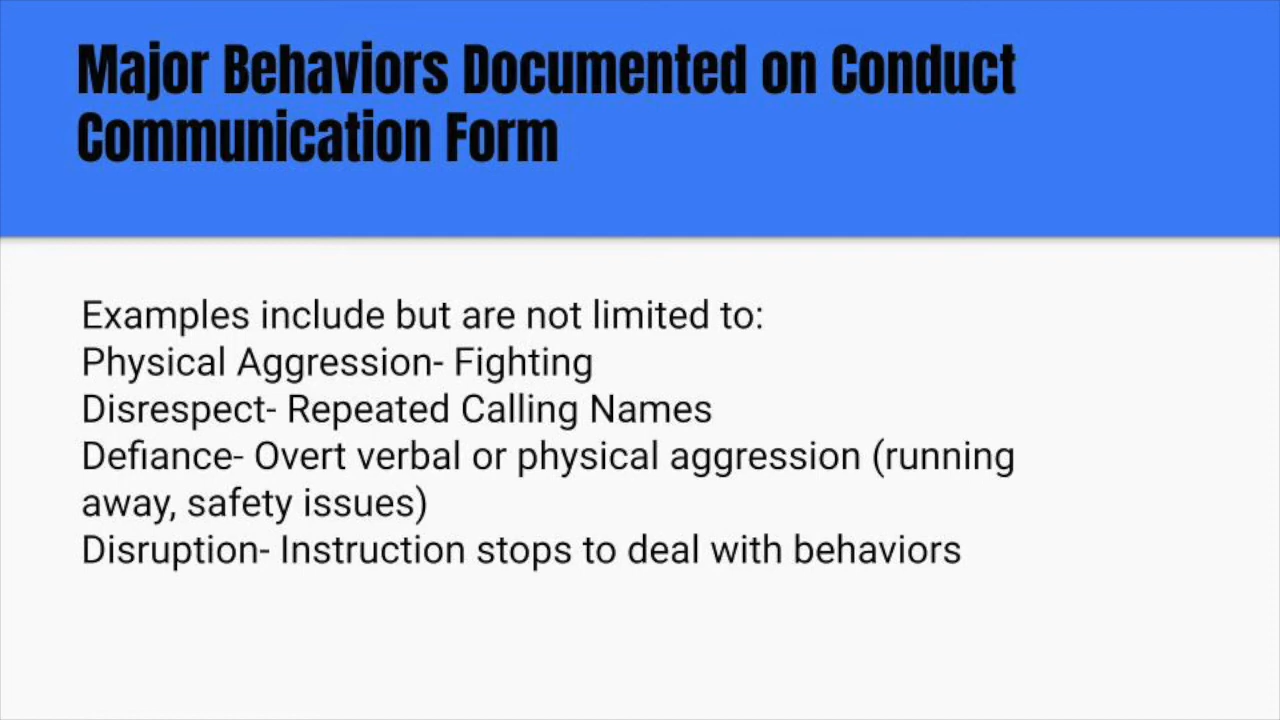 Major Behaviors Documented on Conduct
Communication Form
Examples include but are not limited to:
Physical Aggression- Fighting
Disrespect- Repeated Calling Names
Defiance- Overt verbal or physical aggression (running
away, safety issues)
Disruption- Instruction stops to deal with behaviors